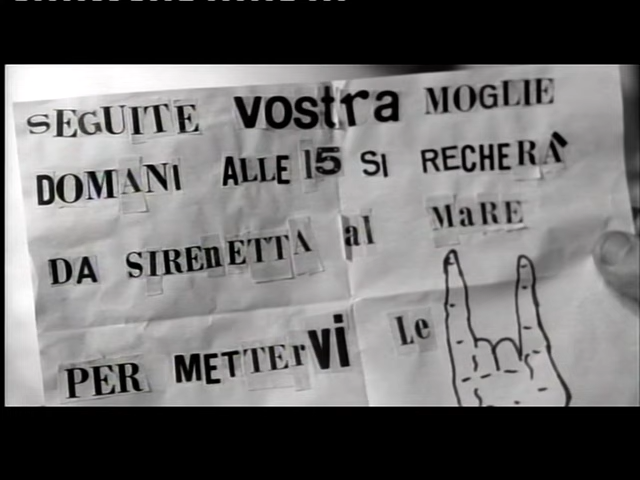 SEGUITE vostra MOGLIE
DOMANi ALLE 15 Si RECHERÀ
DA SIREnETTA al MaRE
PER METTErVi Le